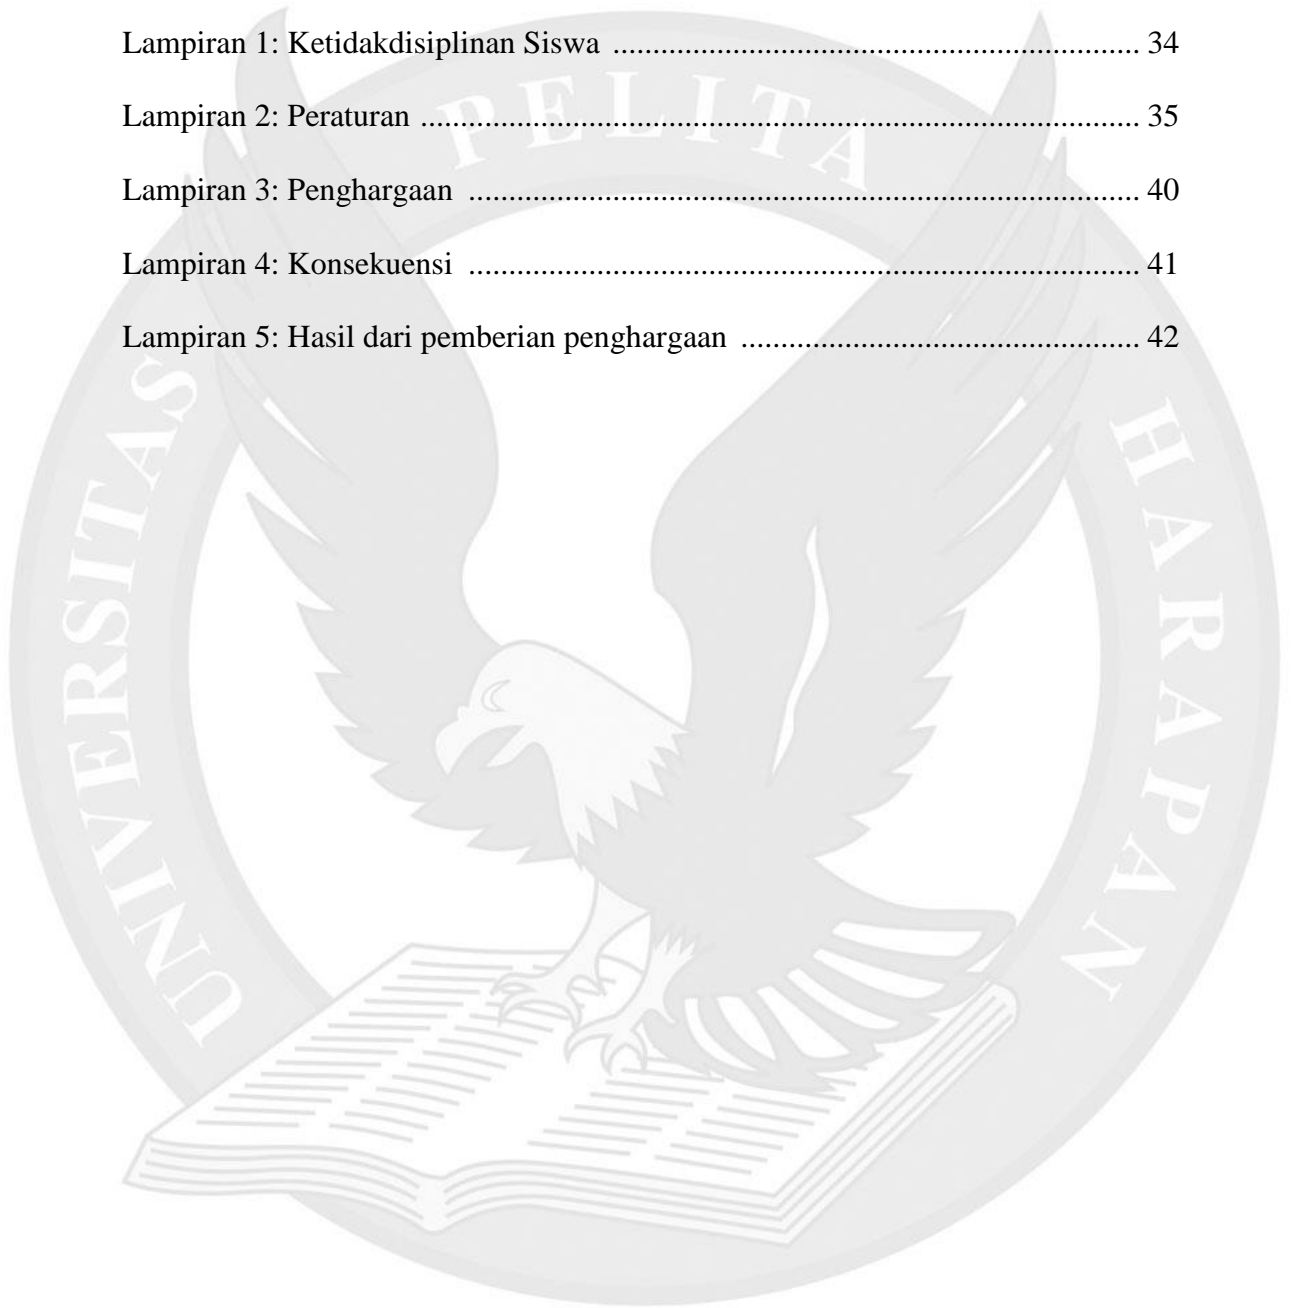 Lampiran 1: Ketidakdisiplinan Siswa .................................................................. 34
Lampiran 2: Peraturan .......................................................................................... 35
Lampiran 3: Penghargaan .................................................................................... 40
Lampiran 4: Konsekuensi .................................................................................... 41
Lampiran 5: Hasil dari pemberian penghargaan .................................................. 42
UNIVERSITAS PELITA HARAPAN